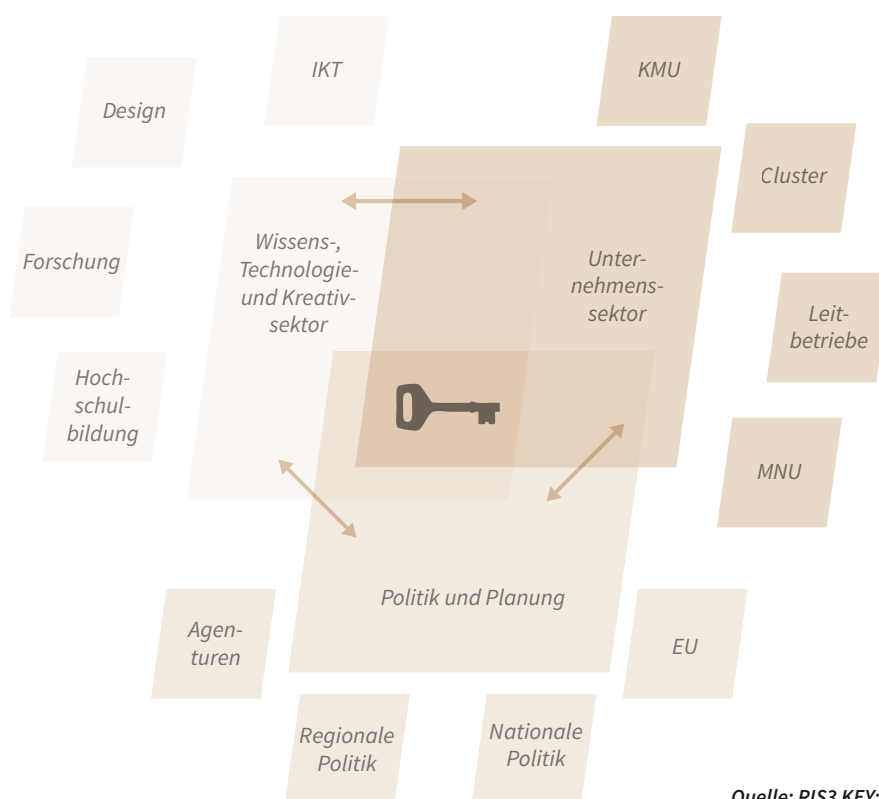 IKT
KMU
Design
Cluster
Forschung
Wissens-,
Technologie-
und Kreativ-
sektor
Unter-
nehmens-
sektor
Leit-
betriebe
Hoch-
schul-
bildung
MNU
Politik und Planung
Agen-
turen
EU
Regionale
Politik
Nationale
Politik
Quelle: RIS3 KEY;